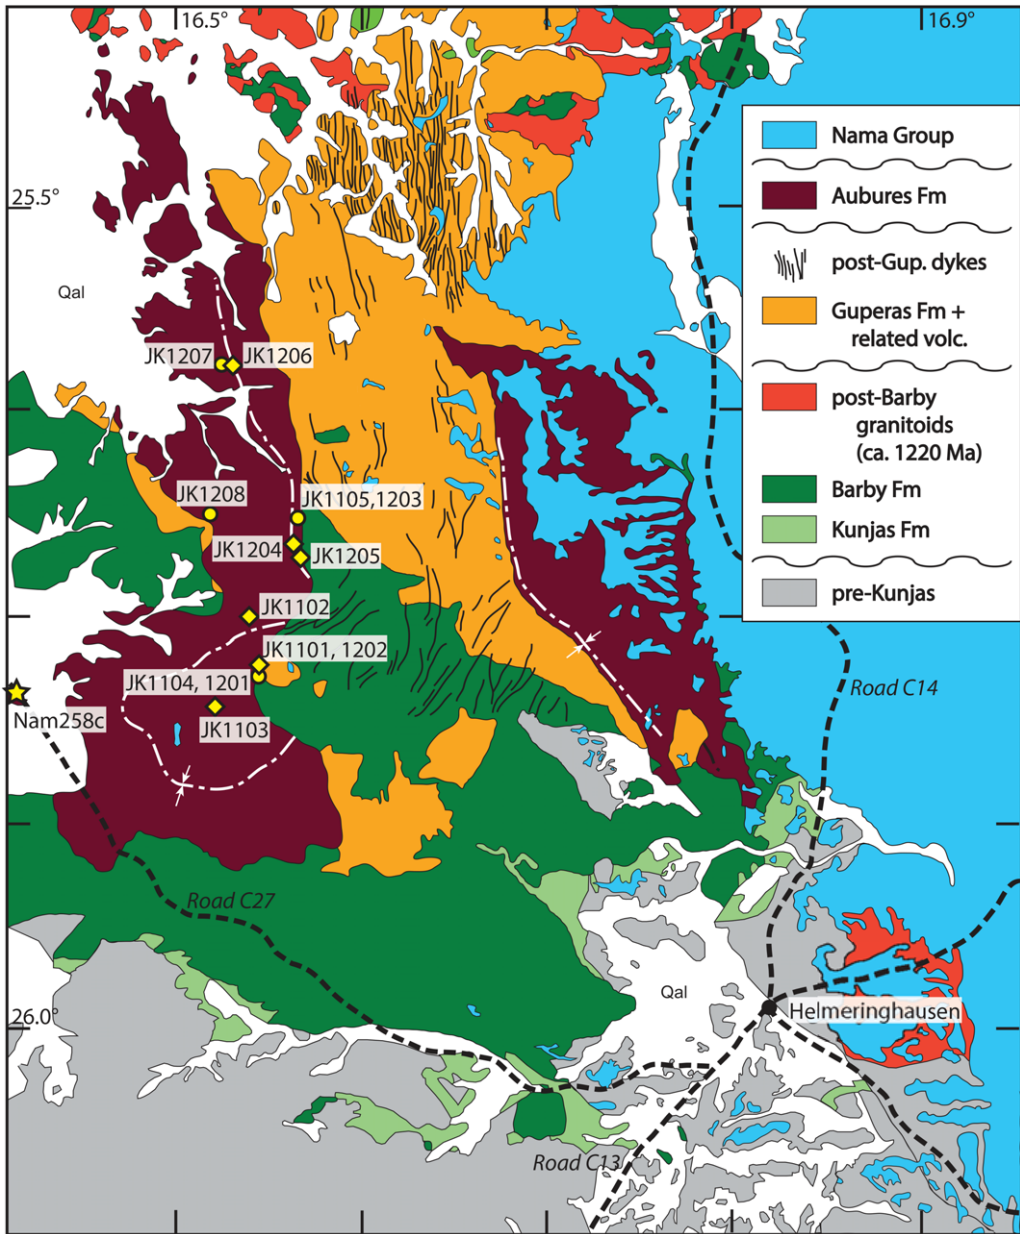 16.5°
16.9°
Nama Group
Aubures Fm
25.5°
post-Gup. dykes
Qal
Guperas Fm +
related volc.
JK1207
JK1206
post-Barby
granitoids
(ca. 1220 Ma)
Barby Fm
JK1208
JK1105,1203
Kunjas Fm
JK1204
JK1205
pre-Kunjas
JK1102
JK1101, 1202
JK1104, 1201
Road C14
Nam258c
JK1103
Road C27
Qal
Helmeringhausen
26.0°
Road C13